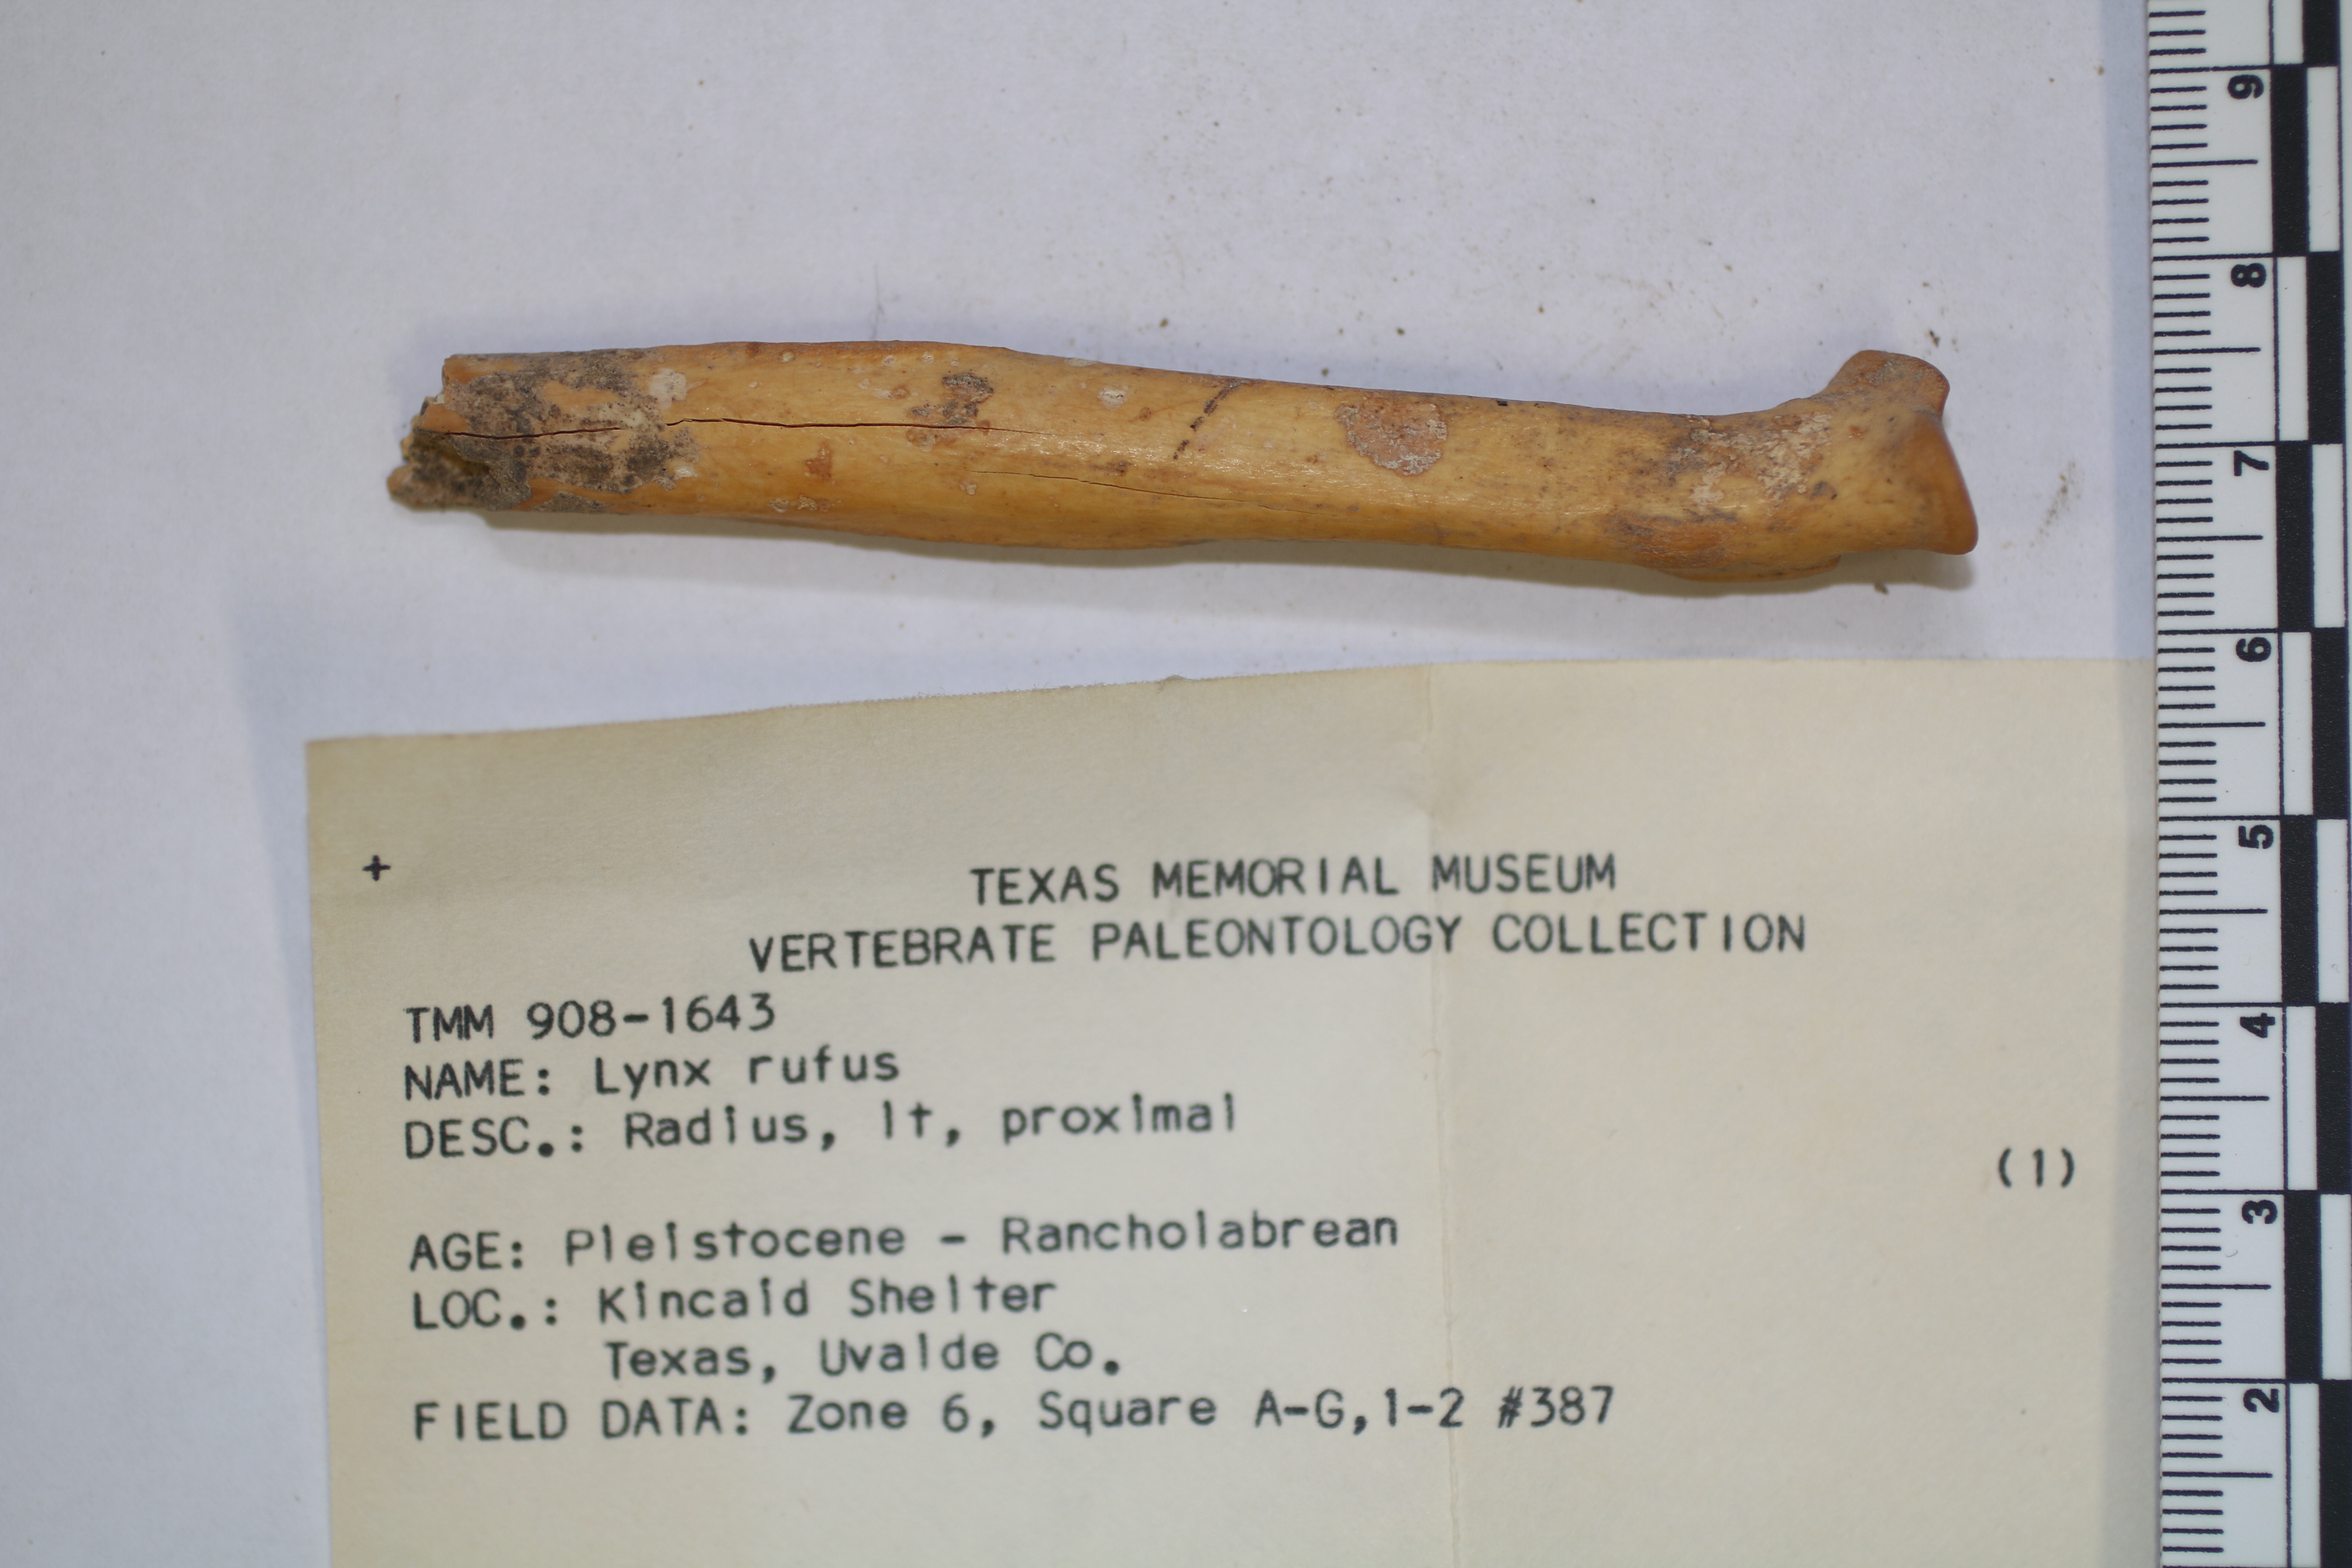 +
TEXAS MEMORIAL MUSEUM
VERTEBRATE PALEONTOLOGY COLLECTION
TMM 908-1643
NAME: Lynx rufus
DESC.: Radius, lt, proximal
(1)
AGE: Pleistocene - Rancholabrean
LOC.: Kincaid Shelter
Texas, Uvalde Co.
FIELD DATA: Zone 6, Square A-G,1-2 #387
9
8
7
6
5
4
3
2